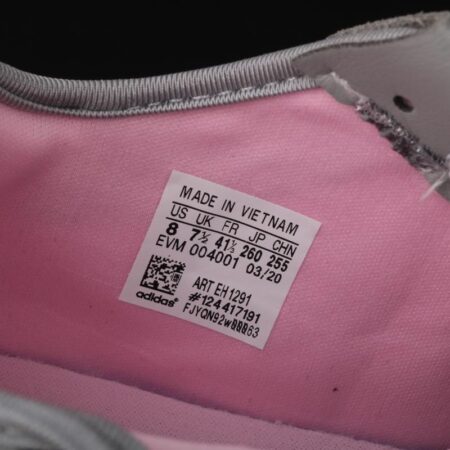 MADE IN VIETNAM
US UK FR JP CHN
8 7½ 41⅓ 260 255
EVM 004001 03/20
ART EH1291
#124417191
adidas®